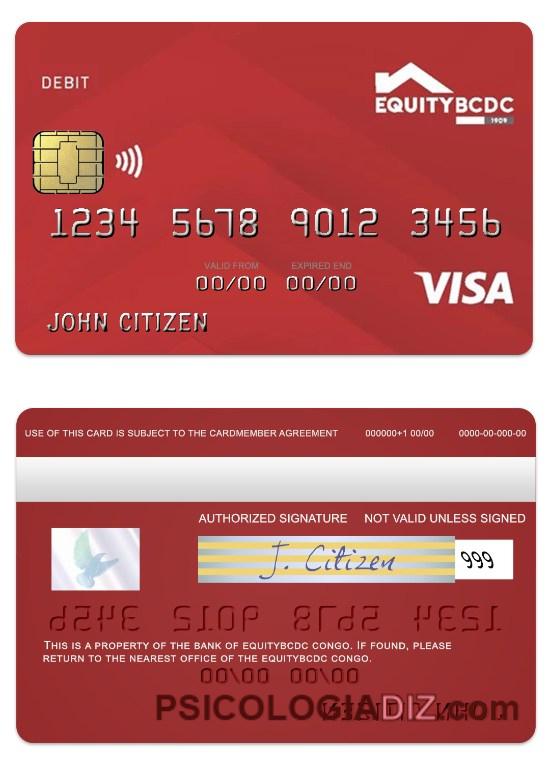 DEBIT
EQUITYBCDC
1909
1234 5678 9012 3456
VALID FROM EXPIRED END
00/00 00/00
VISA
JOHN CITIZEN
USE OF THIS CARD IS SUBJECT TO THE CARDMEMBER AGREEMENT 000000+1 00/00 0000-00-000-00
AUTHORIZED SIGNATURE NOT VALID UNLESS SIGNED
J. Citizen 999
THIS IS A PROPERTY OF THE BANK OF EQUITYBCDC CONGO. IF FOUND, PLEASE
RETURN TO THE NEAREST OFFICE OF THE EQUITYBCDC CONGO.
00/00 00/00
PSICOLOGIADIZ.com